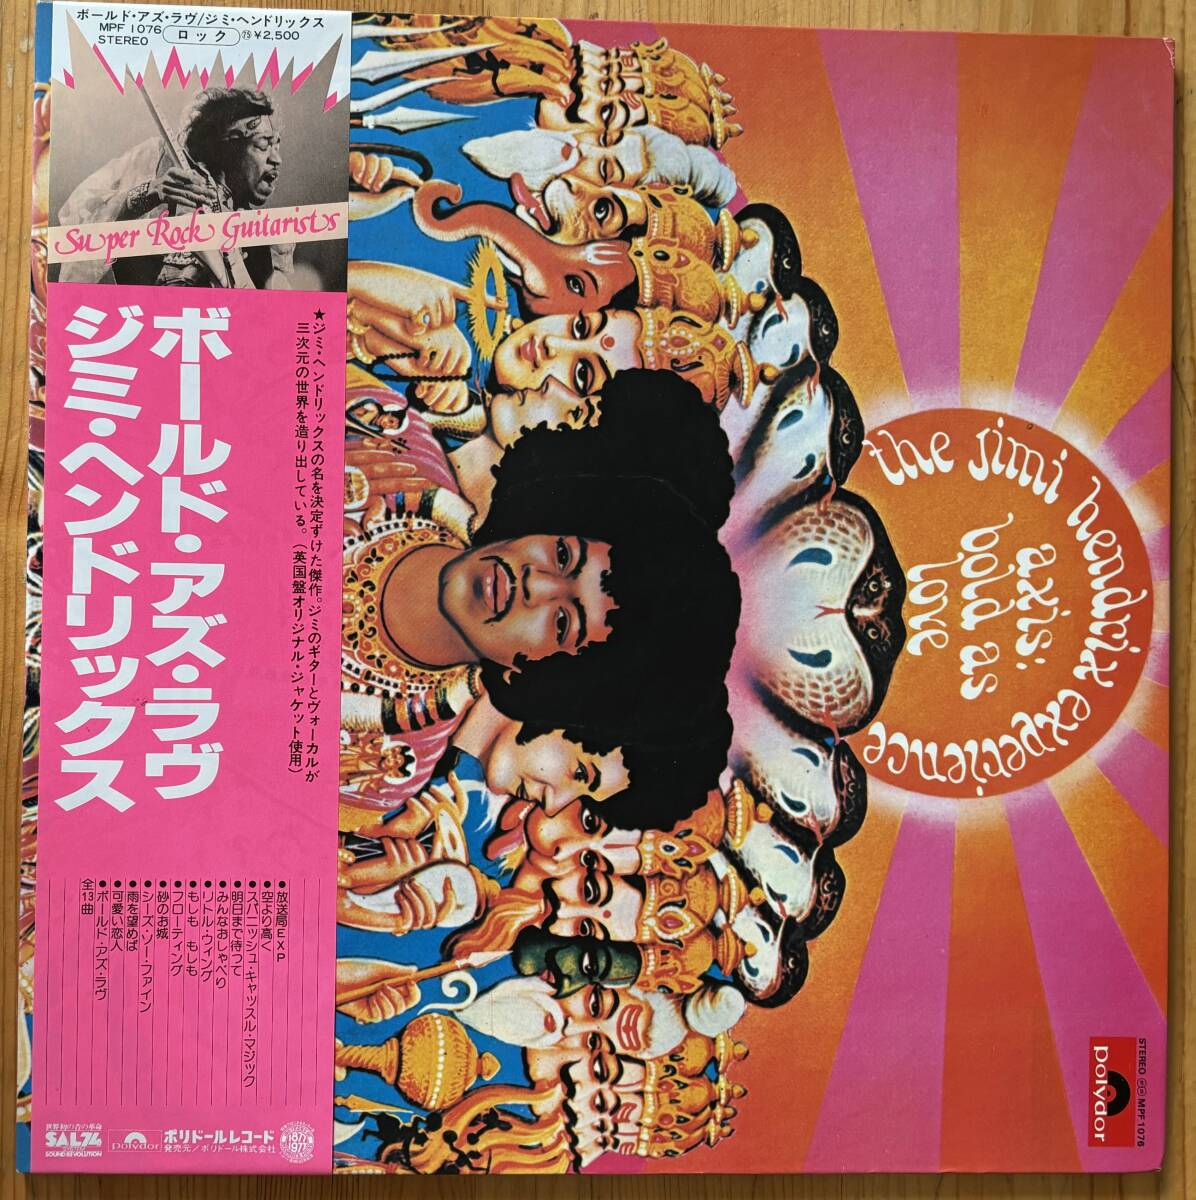 ボールド・アズ・ラヴ/ジミ・ヘンドリックス
MPF 1076 ロック ㊆¥2,500
STEREO
Super Rock Guitarists
ボールド・アズ・ラヴ
ジミ・ヘンドリックス
★ジミ・ヘンドリックスの名を決定ずけた傑作。ジミのギターとヴォーカルが
三次元の世界を造り出している。(英国盤オリジナル・ジャケット使用)
●放送局EXP
●空より高く
●スパニッシュ・キャッスル・マジック
●明日まで待って
●みんなおしゃべり
●リトル・ウィング
●もしも もしも
●フローティング
●砂のお城
●シーズ・ソー・ファイン
●雨を望めば
●可愛い恋人
●ボールド・アズ・ラヴ
全13曲
世界初の音の革命
SAL74
SOUND REVOLUTION
polydor
ポリドールレコード
発売元/ポリドール株式会社
1877
1977
the jimi hendrix experience
axis:
bold as
love
STEREO MPF 1076
polydor